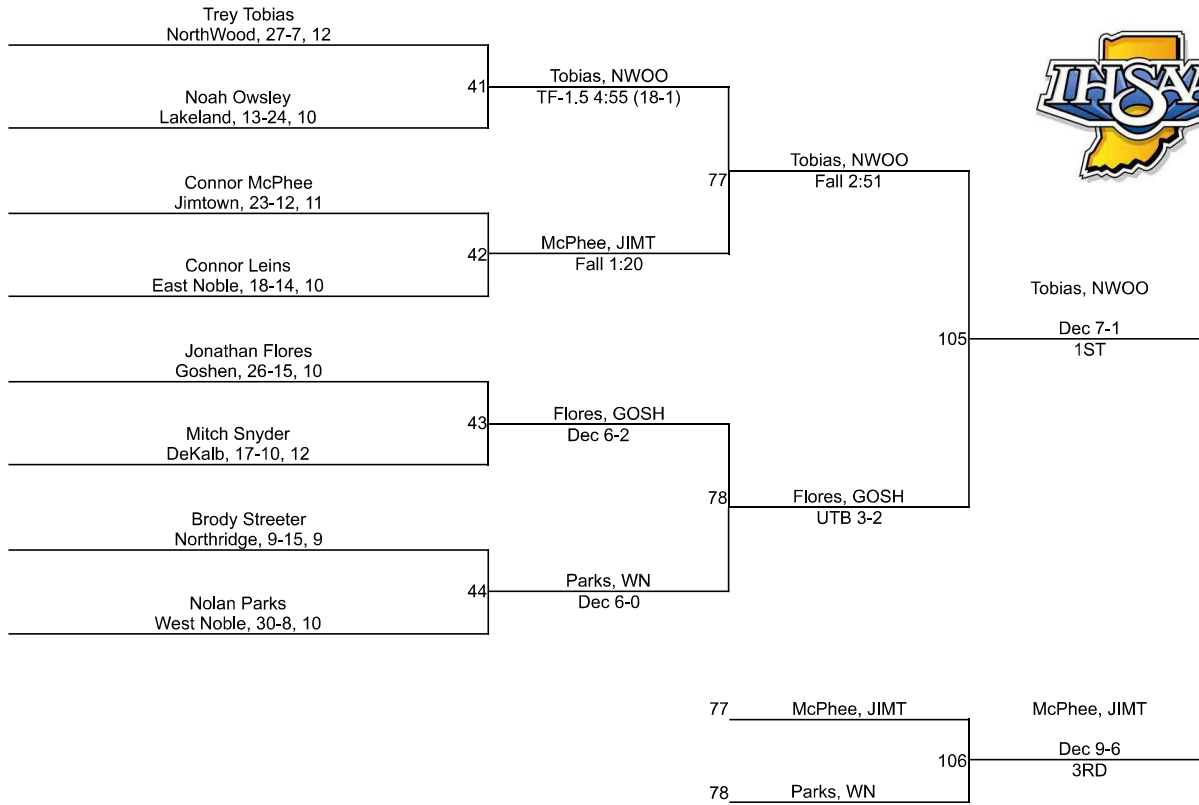 Trey Tobias
NorthWood, 27-7, 12
Noah Owsley
Lakeland, 13-24, 10
Connor McPhee
Jimtown, 23-12, 11
Connor Leins
East Noble, 18-14, 10
Jonathan Flores
Goshen, 26-15, 10
Mitch Snyder
DeKalb, 17-10, 12
Brody Streeter
Northridge, 9-15, 9
Nolan Parks
West Noble, 30-8, 10
41
Tobias, NWOO
TF-1.5 4:55 (18-1)
42
McPhee, JIMT
Fall 1:20
43
Flores, GOSH
Dec 6-2
44
Parks, WN
Dec 6-0
77
Tobias, NWOO
Fall 2:51
78
Flores, GOSH
UTB 3-2
105
Tobias, NWOO
Dec 7-1
1ST
77
McPhee, JIMT
78
Parks, WN
106
McPhee, JIMT
Dec 9-6
3RD
IHSAA